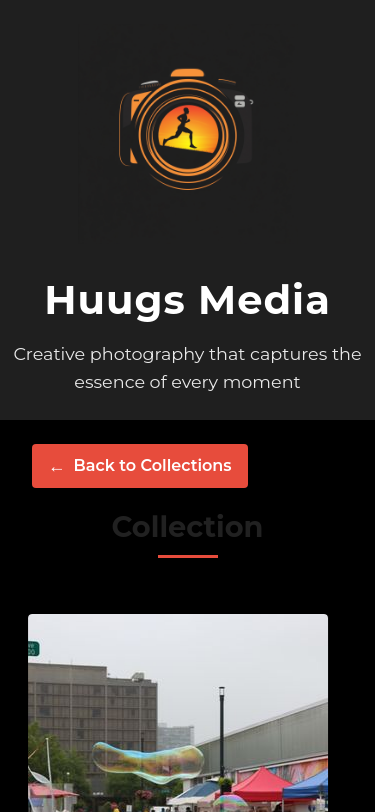 Huugs Media
Creative photography that captures the
essence of every moment
← Back to Collections
Collection